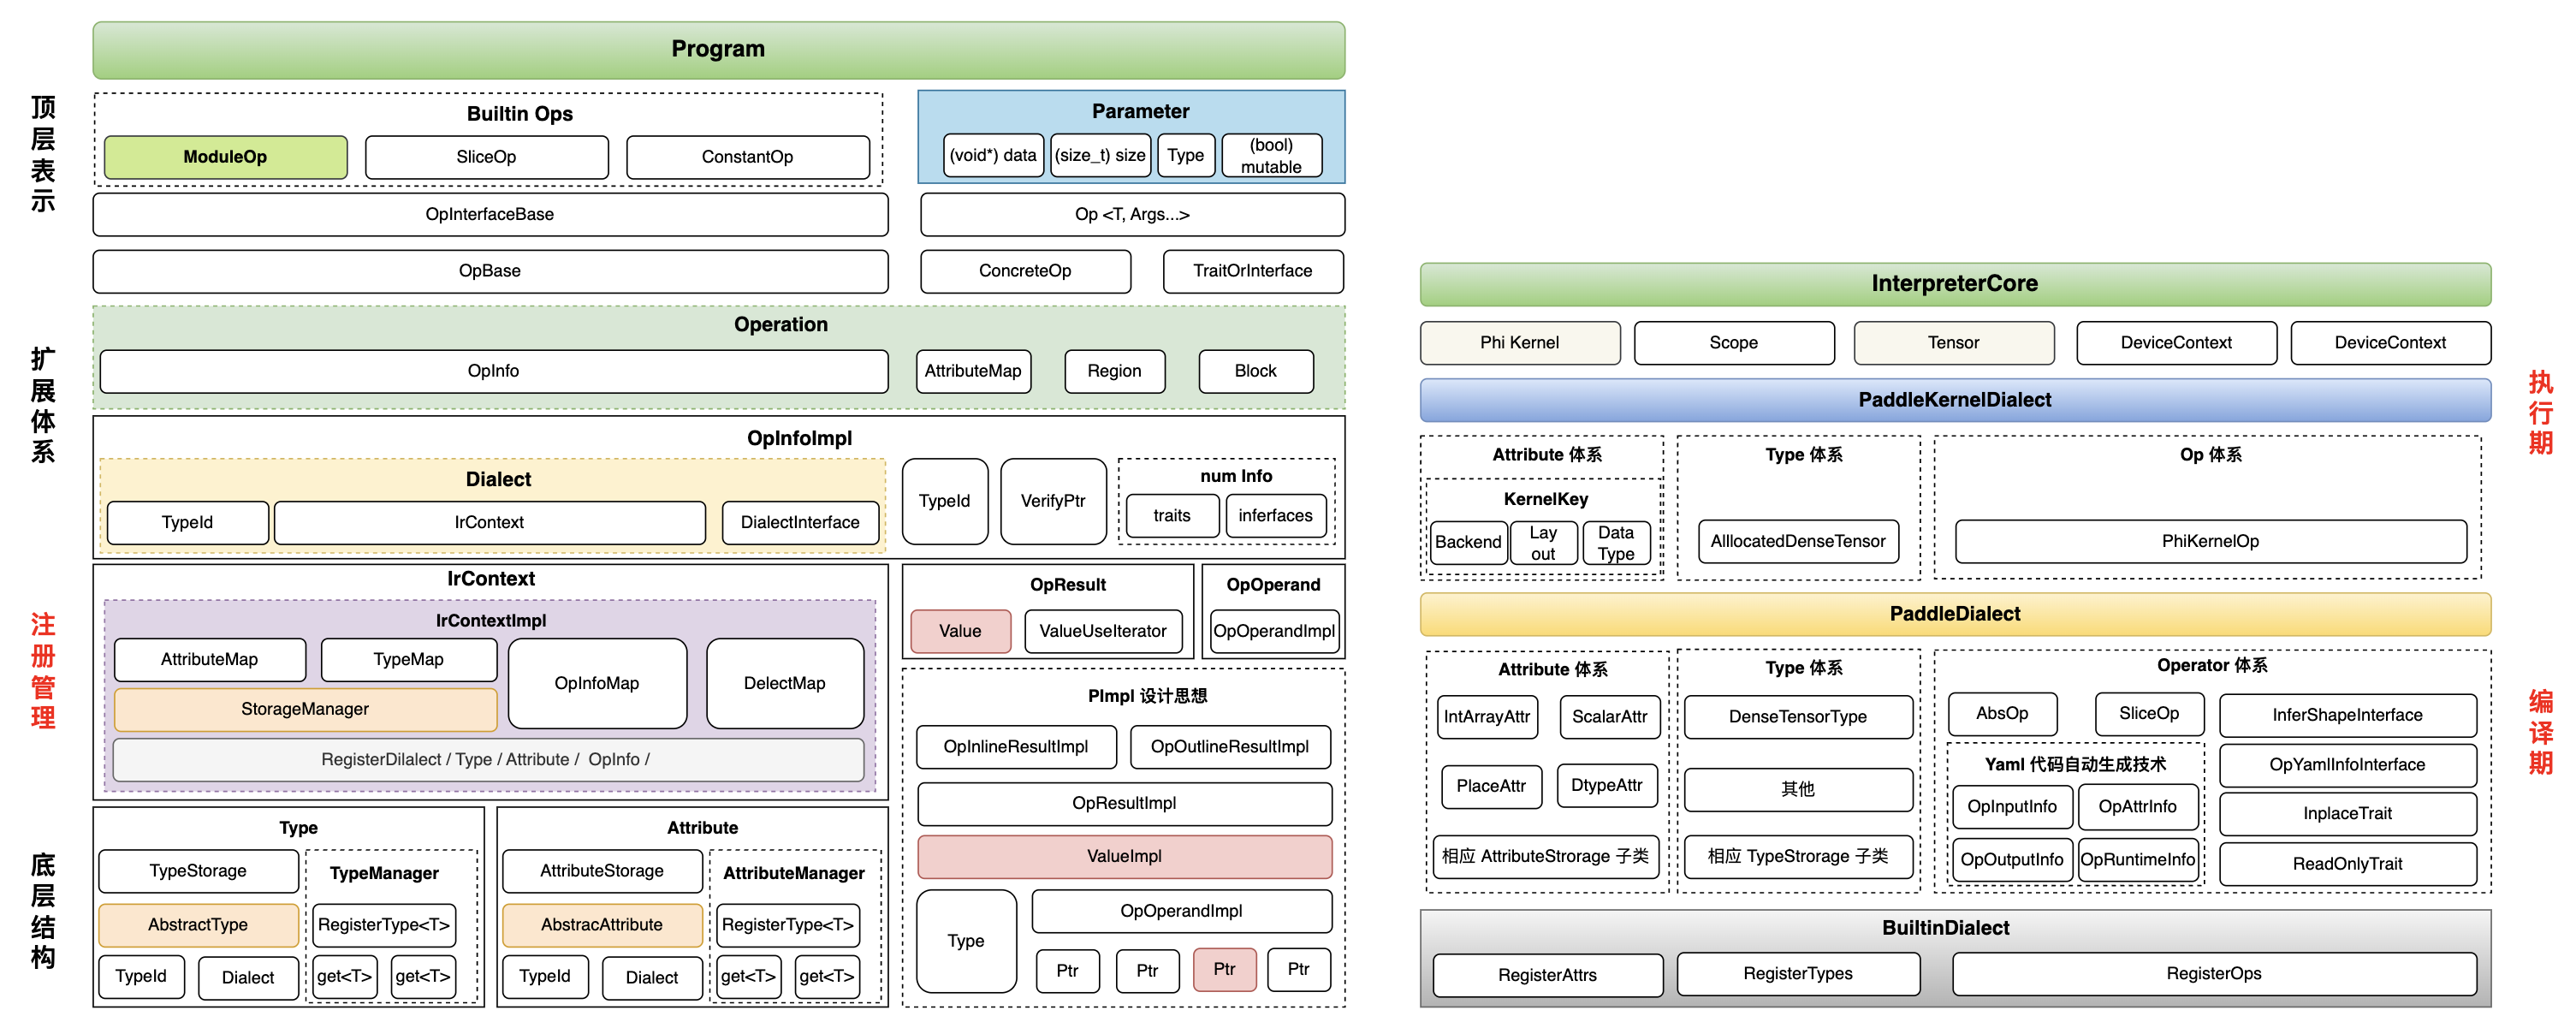 Program
顶层表示
Builtin Ops
ModuleOp
SliceOp
ConstantOp
Parameter
(void*) data
(size_t) size
Type
(bool)
mutable
OpInterfaceBase
Op <T, Args...>
OpBase
ConcreteOp
TraitOrInterface
扩展体系
Operation
OpInfo
AttributeMap
Region
Block
OpInfoImpl
Dialect
TypeId
IrContext
DialectInterface
TypeId
VerifyPtr
num Info
traits
inferfaces
注册管理
IrContext
IrContextImpl
AttributeMap
TypeMap
StorageManager
OpInfoMap
DelectMap
RegisterDilalect / Type / Attribute /  OpInfo /
OpResult
Value
ValueUseIterator
OpOperand
OpOperandImpl
PImpl 设计思想
OpInlineResultImpl
OpOutlineResultImpl
OpResultImpl
ValueImpl
Type
OpOperandImpl
Ptr
Ptr
Ptr
Ptr
底层结构
Type
TypeStorage
AbstractType
TypeId
Dialect
TypeManager
RegisterType<T>
get<T>
get<T>
Attribute
AttributeStorage
AbstracAttribute
TypeId
Dialect
AttributeManager
RegisterType<T>
get<T>
get<T>
InterpreterCore
Phi Kernel
Scope
Tensor
DeviceContext
DeviceContext
执行期
PaddleKernelDialect
Attribute 体系
KernelKey
Backend
Lay
out
Data
Type
Type 体系
AlllocatedDenseTensor
Op 体系
PhiKernelOp
PaddleDialect
编译期
Attribute 体系
IntArrayAttr
ScalarAttr
PlaceAttr
DtypeAttr
相应 AttributeStrorage 子类
Type 体系
DenseTensorType
其他
相应 TypeStrorage 子类
Operator 体系
AbsOp
SliceOp
Yaml 代码自动生成技术
OpInputInfo
OpAttrInfo
OpOutputInfo
OpRuntimeInfo
InferShapeInterface
OpYamlInfoInterface
InplaceTrait
ReadOnlyTrait
BuiltinDialect
RegisterAttrs
RegisterTypes
RegisterOps